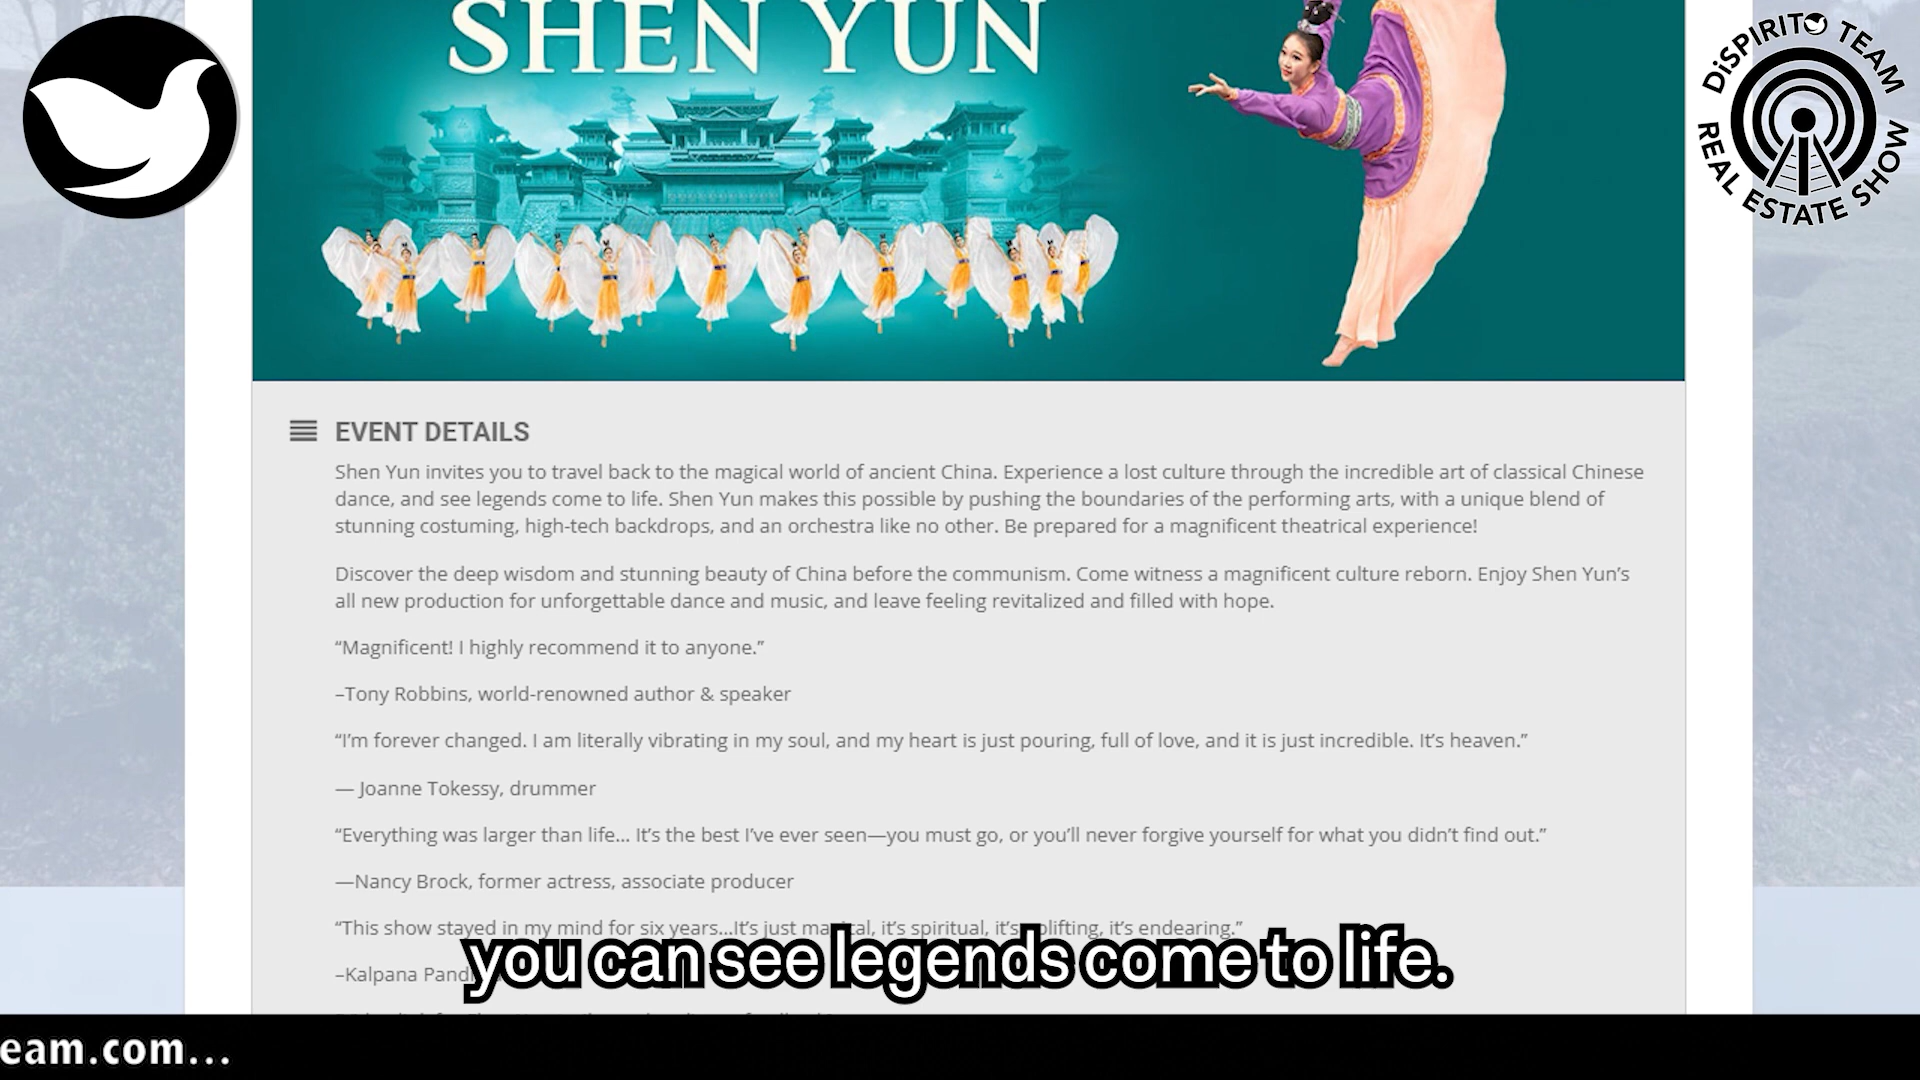 SHEN YUN
DiSPIRITO TEAM
REAL ESTATE SHOW
EVENT DETAILS
Shen Yun invites you to travel back to the magical world of ancient China. Experience a lost culture through the incredible art of classical Chinese
dance, and see legends come to life. Shen Yun makes this possible by pushing the boundaries of the performing arts, with a unique blend of
stunning costuming, high-tech backdrops, and an orchestra like no other. Be prepared for a magnificent theatrical experience!
Discover the deep wisdom and stunning beauty of China before the communism. Come witness a magnificent culture reborn. Enjoy Shen Yun’s
all new production for unforgettable dance and music, and leave feeling revitalized and filled with hope.
“Magnificent! I highly recommend it to anyone.”
–Tony Robbins, world-renowned author & speaker
“I’m forever changed. I am literally vibrating in my soul, and my heart is just pouring, full of love, and it is just incredible. It’s heaven.”
— Joanne Tokessy, drummer
“Everything was larger than life... It’s the best I’ve ever seen—you must go, or you’ll never forgive yourself for what you didn’t find out.”
—Nancy Brock, former actress, associate producer
“This show stayed in my mind for six years...It’s just magical, it’s spiritual, it’s uplifting, it’s endearing.”
–Kalpana
you can see legends come to life.
eam.com...